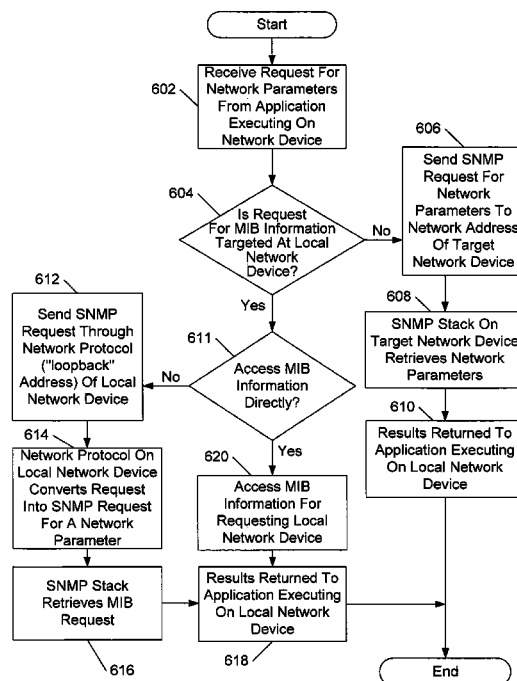 Start
602
Receive Request For
Network Parameters
From Application
Executing On
Network Device
604
Is Request
For MIB Information
Targeted At Local
Network
Device?
No
Yes
606
Send SNMP
Request For
Network
Parameters To
Network Address
Of Target
Network Device
608
SNMP Stack On
Target Network Device
Retrieves Network
Parameters
610
Results Returned To
Application Executing
On Local Network
Device
611
Access MIB
Information
Directly?
No
Yes
612
Send SNMP
Request Through
Network Protocol
("loopback"
Address) Of Local
Network Device
614
Network Protocol On
Local Network Device
Converts Request
Into SNMP Request
For A Network
Parameter
SNMP Stack
Retrieves MIB
Request
616
620
Access MIB
Information For
Requesting Local
Network Device
Results Returned To
Application Executing
On Local Network
Device
618
End